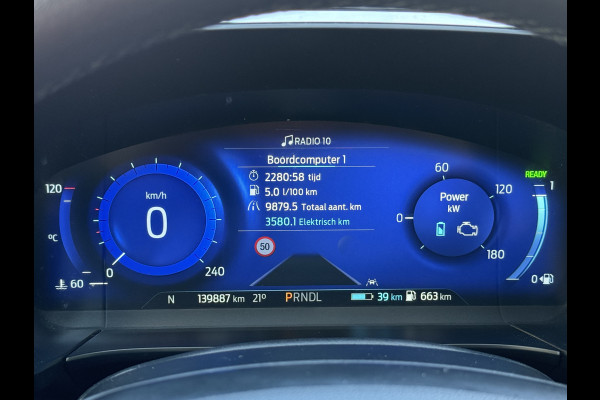 RADIO 10
Boordcomputer 1
2280:58 tijd
5.0 l/100 km
9879.5 Totaal aant. km
3580.1 Elektrisch km
50
120
°C
60
km/h
0
0
240
60
0
120
180
Power
kW
READY
1
0
N 139887 km 21° PRNDL 39 km 663 km